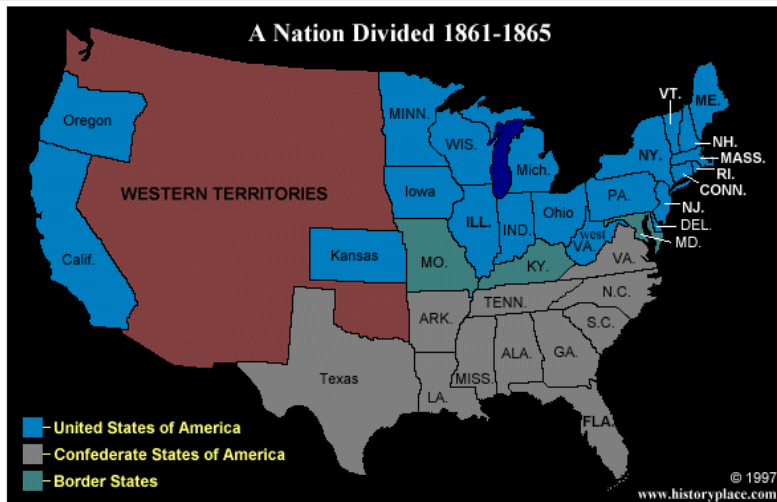 A Nation Divided 1861-1865
Oregon
Calif.
WESTERN TERRITORIES
Kansas
Texas
MINN.
WIS.
Mich.
Iowa
ILL.
IND.
Ohio
MO.
KY.
west
VA.
PA.
NY.
VT.
ME.
NH.
MASS.
RI.
CONN.
NJ.
DEL.
MD.
VA.
N.C.
TENN.
S.C.
ARK.
MISS.
ALA.
GA.
LA.
FLA.
United States of America
Confederate States of America
Border States
© 1997
www.historyplace.com